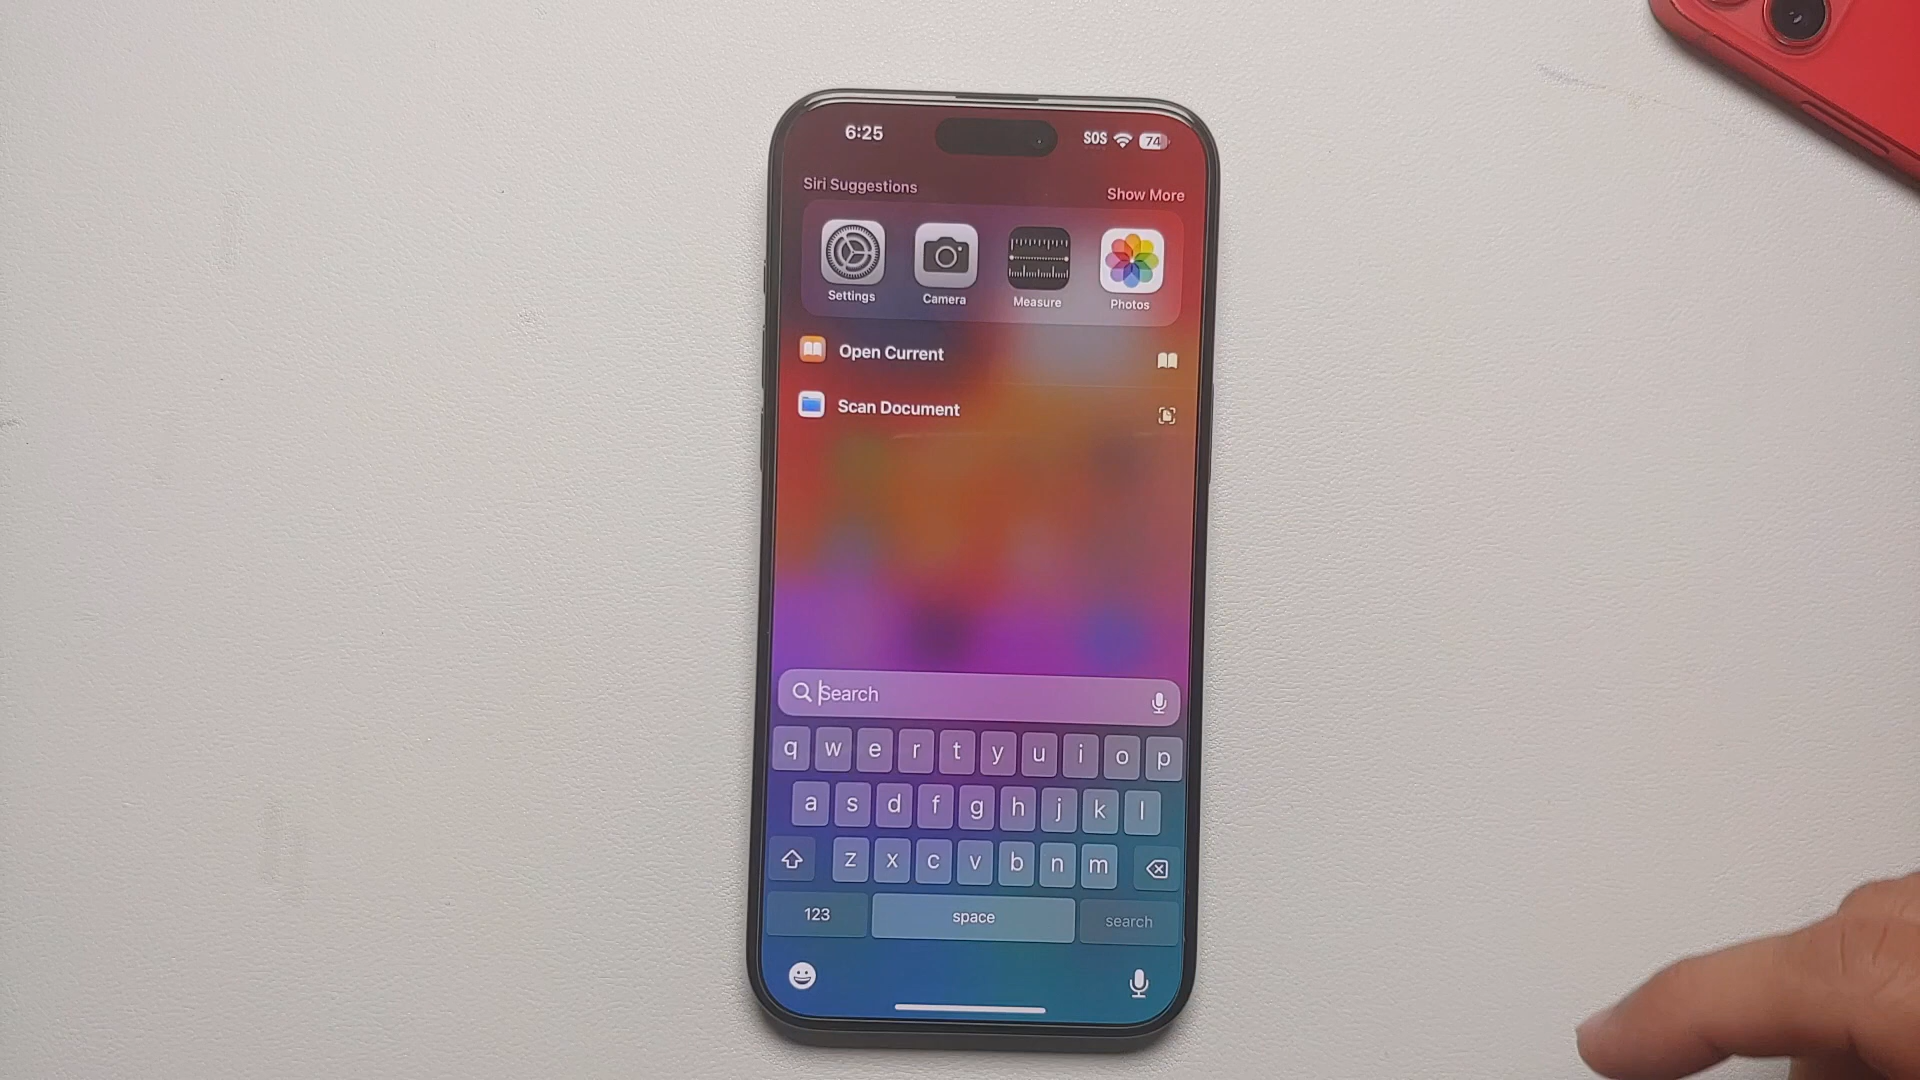 6:25 SOS 74
Siri Suggestions Show More
Settings Camera Measure Photos
Open Current
Scan Document
Search
q w e r t y u i o p
a s d f g h j k l
z x c v b n m
123 space search